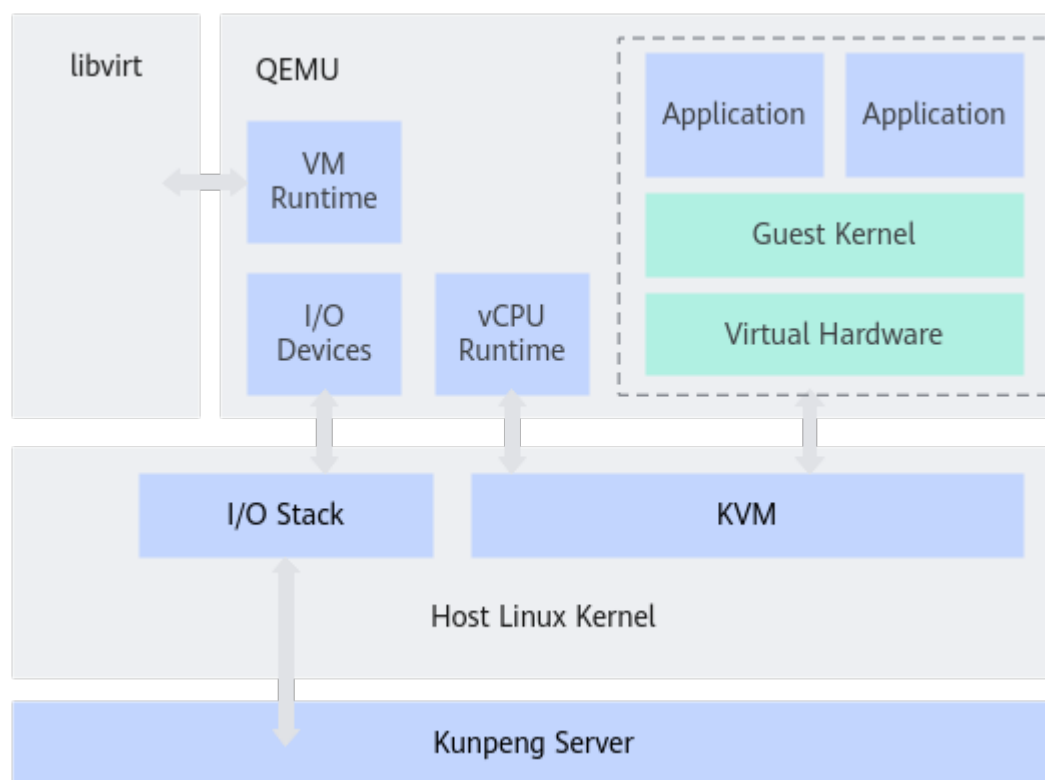 libvirt
QEMU
VM
Runtime
I/O
Devices
vCPU
Runtime
Application
Application
Guest Kernel
Virtual Hardware
I/O Stack
KVM
Host Linux Kernel
Kunpeng Server